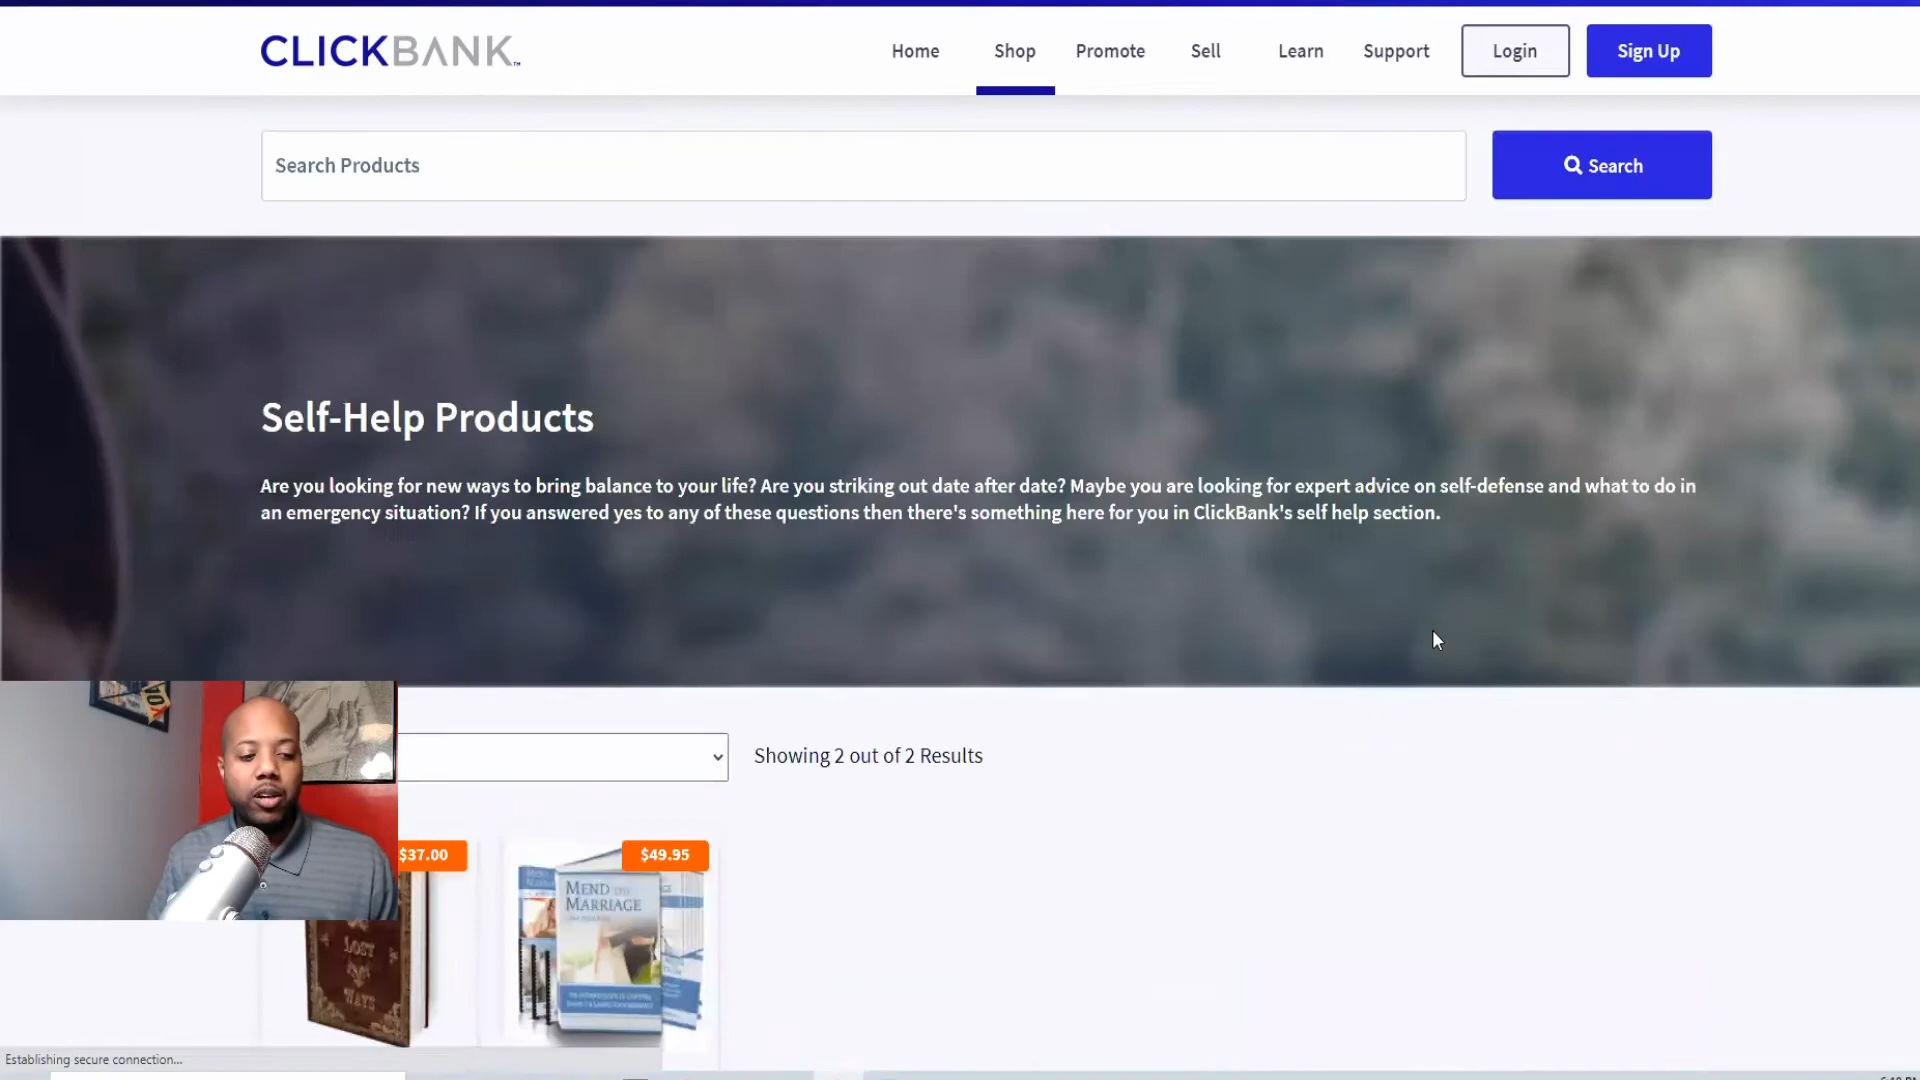 CLICKBANK
Home Shop Promote Sell Learn Support Login Sign Up
Search Products
Search
Self-Help Products
Are you looking for new ways to bring balance to your life? Are you striking out date after date? Maybe you are looking for expert advice on self-defense and what to do in
an emergency situation? If you answered yes to any of these questions then there's something here for you in ClickBank's self help section.
Showing 2 out of 2 Results
$37.00
$49.95
MEND THE
MARRIAGE
LOST
WAYS
Establishing secure connection...